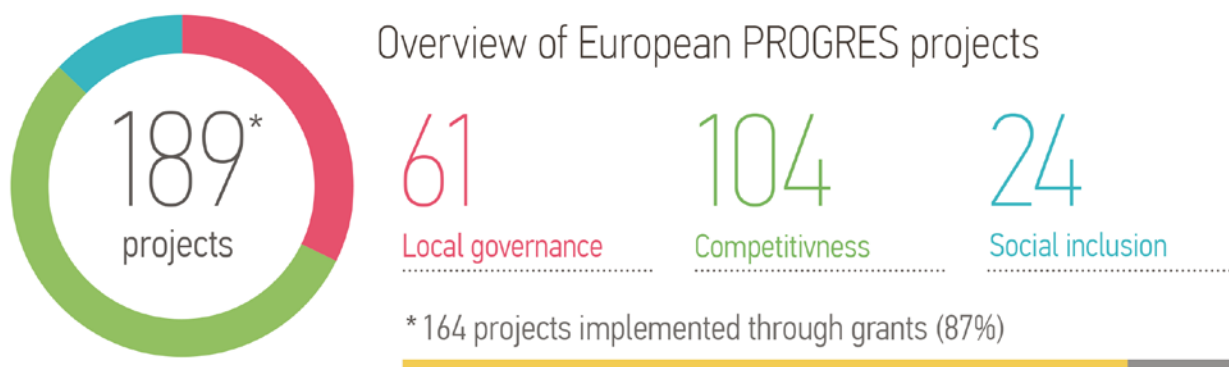 Overview of European PROGRES projects
189*
projects
61
Local governance
104
Competitivness
24
Social inclusion
* 164 projects implemented through grants (87%)